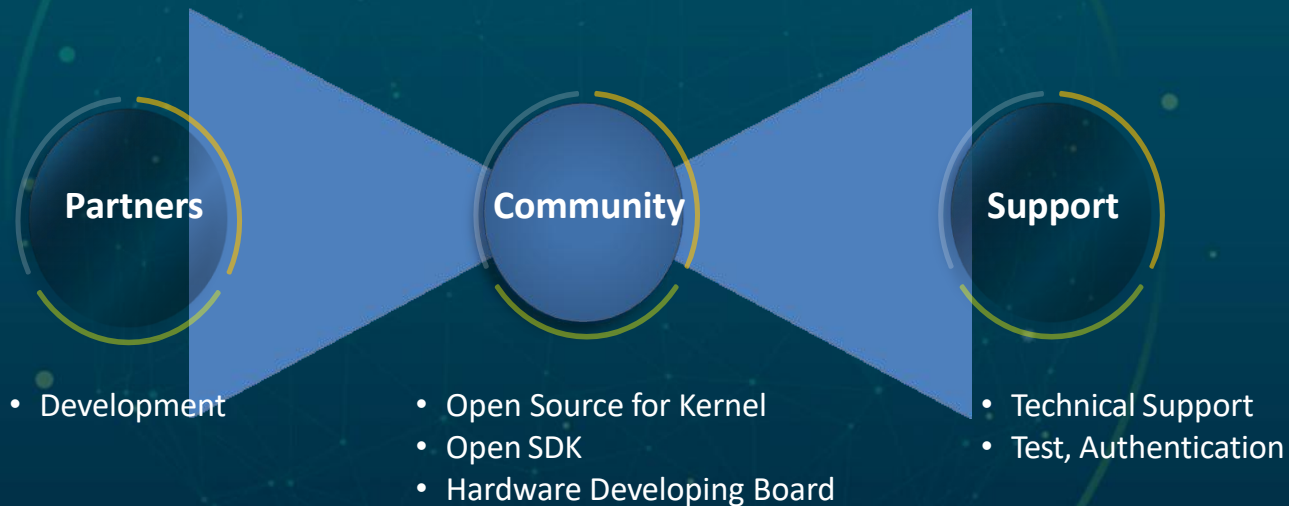 Partners
Community
Support
• Development
• Open Source for Kernel
• Open SDK
• Hardware Developing Board
• Technical Support
• Test, Authentication